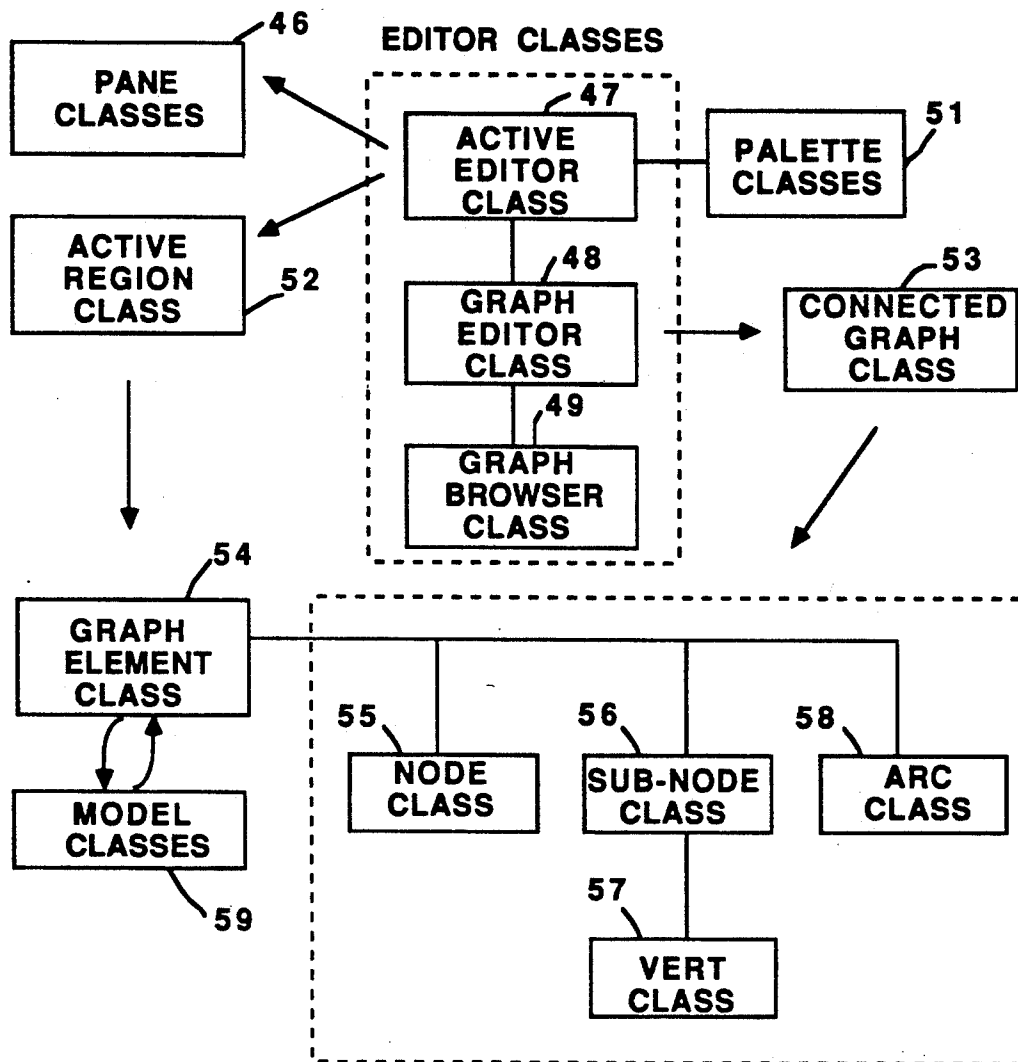 46
PANE
CLASSES
EDITOR CLASSES
47
ACTIVE
EDITOR
CLASS
51
PALETTE
CLASSES
ACTIVE
REGION
CLASS
52
48
GRAPH
EDITOR
CLASS
53
CONNECTED
GRAPH
CLASS
49
GRAPH
BROWSER
CLASS
54
GRAPH
ELEMENT
CLASS
55
NODE
CLASS
56
SUB-NODE
CLASS
58
ARC
CLASS
MODEL
CLASSES
59
57
VERT
CLASS